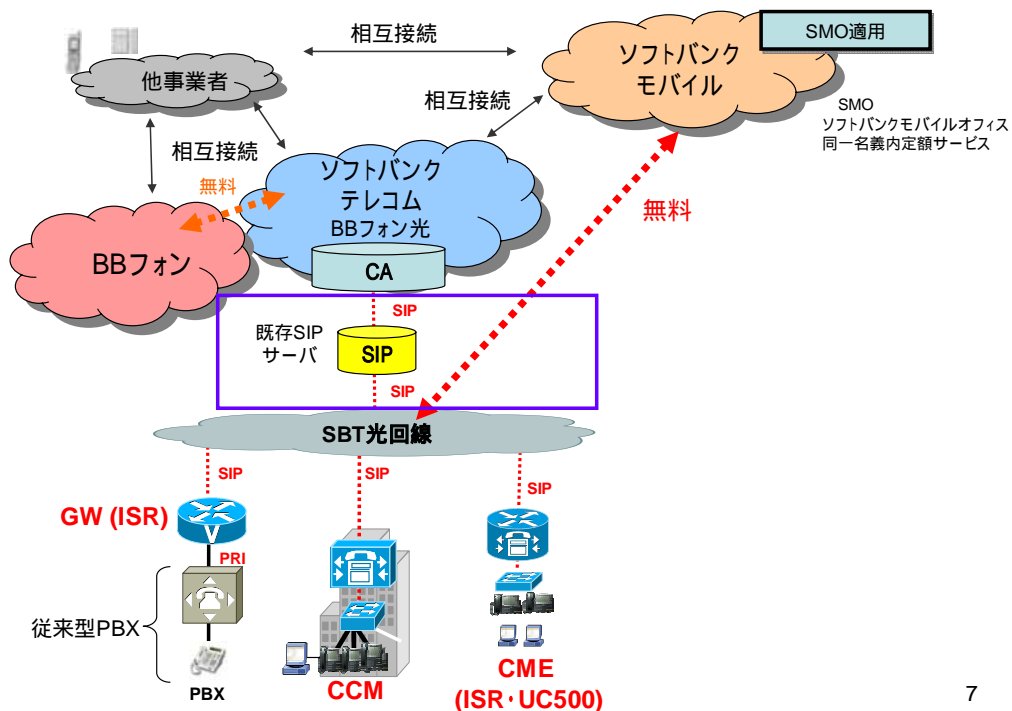 相互接続
SMO適用
ソフトバンク
モバイル
他事業者
相互接続
SMO
ソフトバンクモバイルオフィス
同一名義内定額サービス
相互接続
無料
ソフトバンク
テレコム
BBフォン光
無料
BBフォン
CA
SIP
既存SIP
サーバ
SIP
SIP
SBT光回線
SIP
SIP
SIP
GW (ISR)
V
PRI
従来型PBX
PBX
CCM
CME
(ISR・UC500)
7